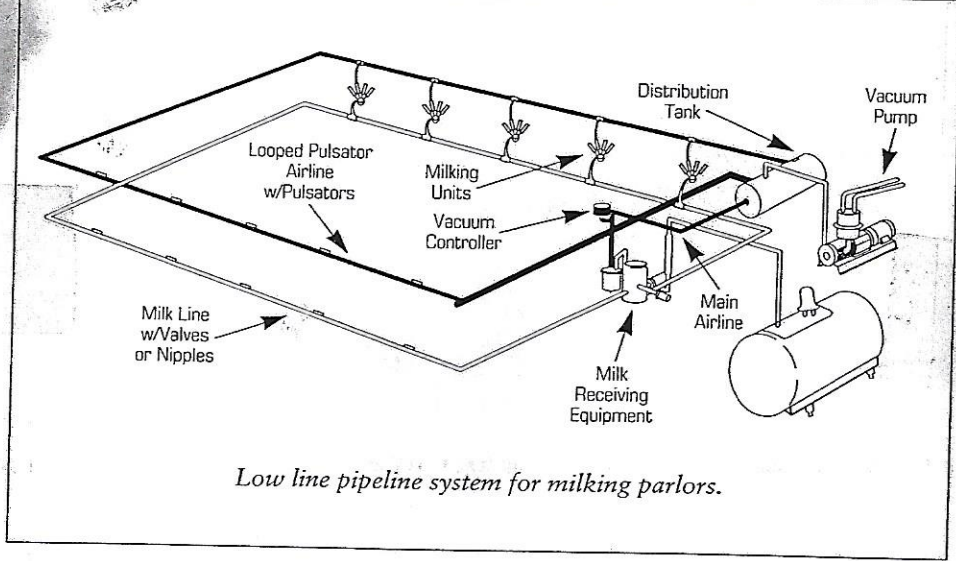 Distribution
Tank
Vacuum
Pump
Looped Pulsator
Airline
w/Pulsators
Milking
Units
Vacuum
Controller
Milk Line
w/Valves
or Nipples
Main
Airline
Milk
Receiving
Equipment
Low line pipeline system for milking parlors.